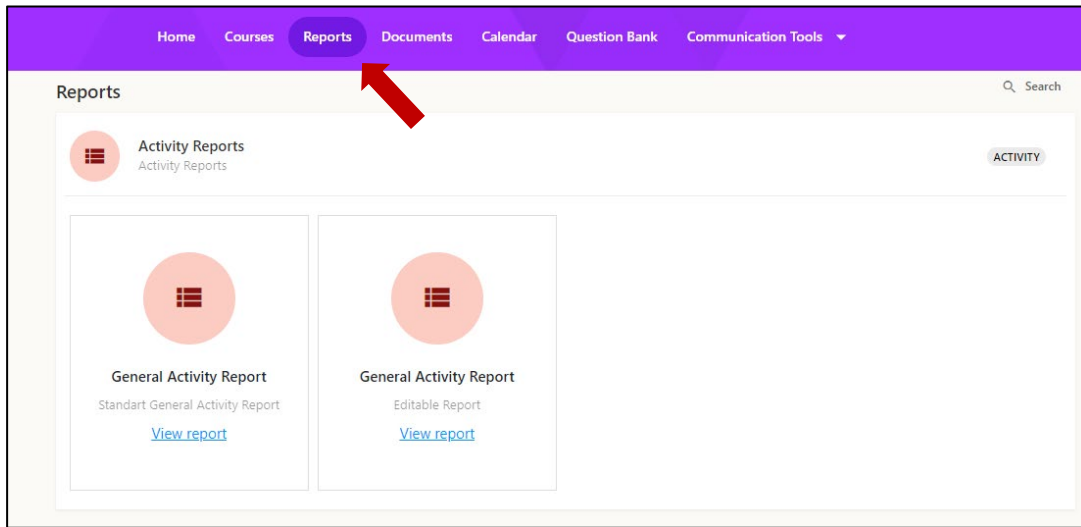 Home Courses Reports Documents Calendar Question Bank Communication Tools
Reports
Search
Activity Reports
Activity Reports
ACTIVITY
General Activity Report
Standart General Activity Report
View report
General Activity Report
Editable Report
View report